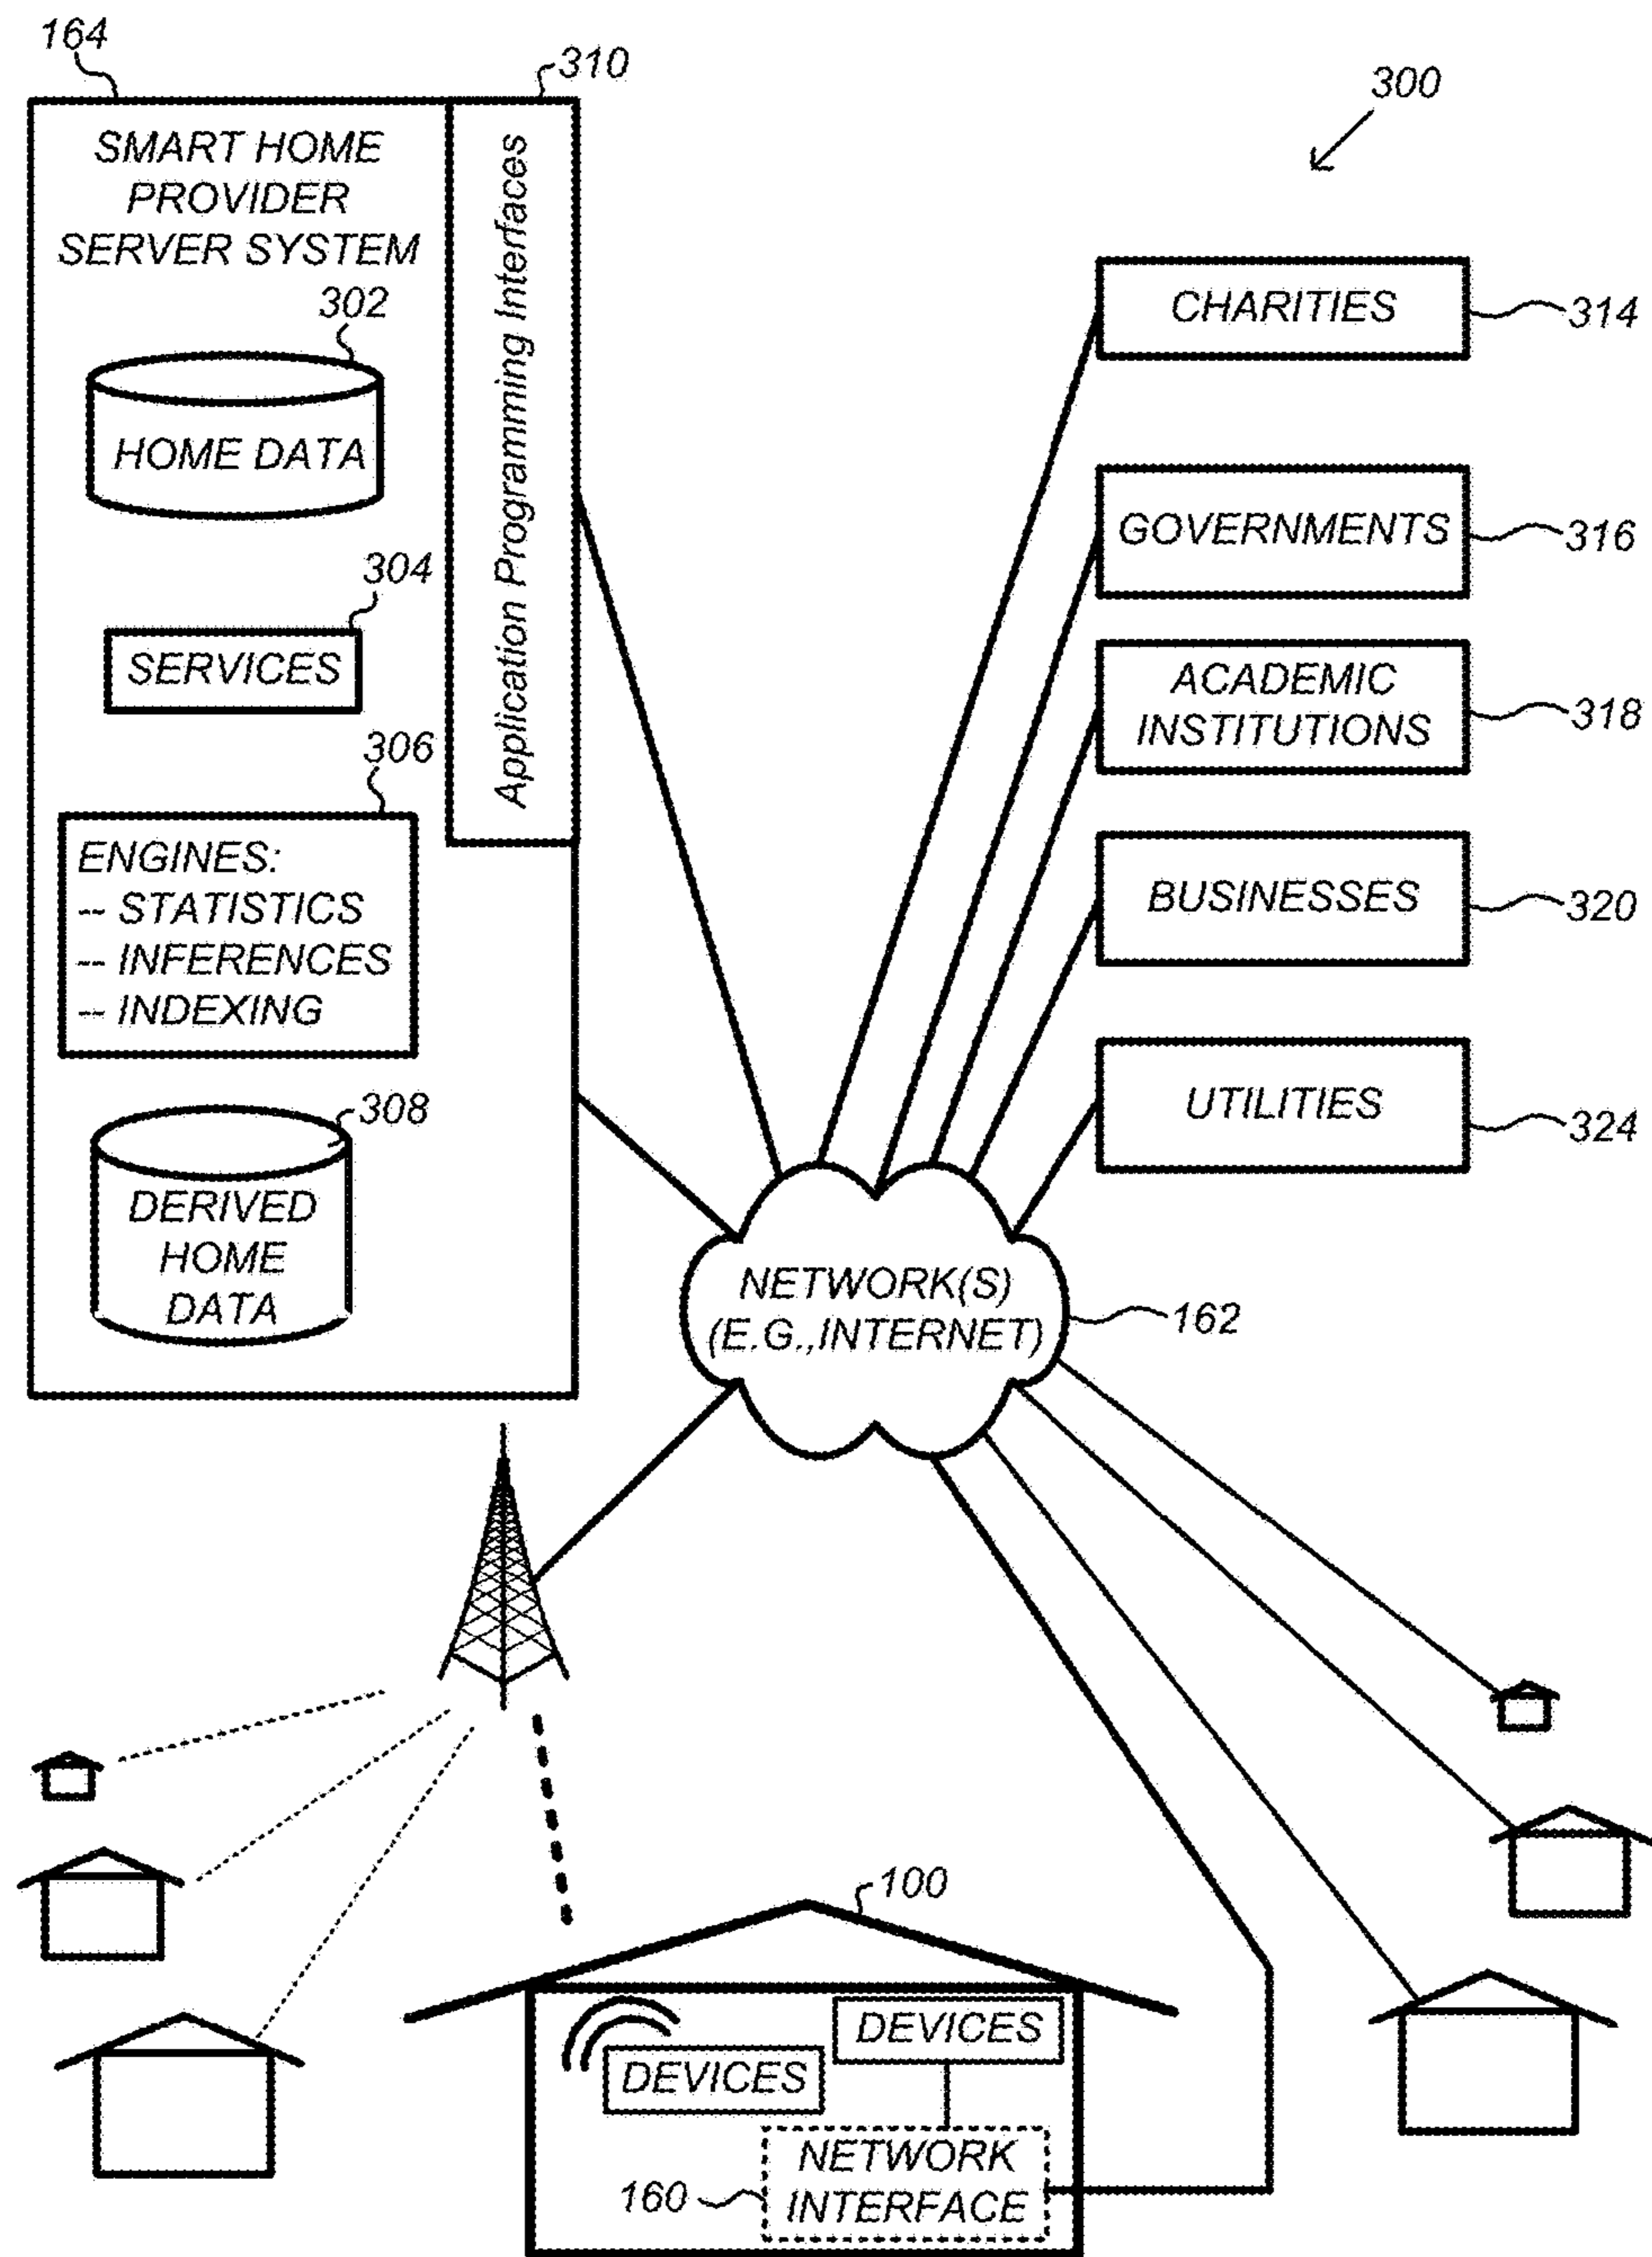 164
310
300
SMART HOME
PROVIDER
SERVER SYSTEM
Application Programming Interfaces
302
HOME DATA
304
SERVICES
306
ENGINES:
-- STATISTICS
-- INFERENCES
-- INDEXING
308
DERIVED
HOME
DATA
CHARITIES
314
GOVERNMENTS
316
ACADEMIC
INSTITUTIONS
318
BUSINESSES
320
UTILITIES
324
NETWORK(S)
(E.G.,INTERNET)
162
100
DEVICES
DEVICES
NETWORK
INTERFACE
160